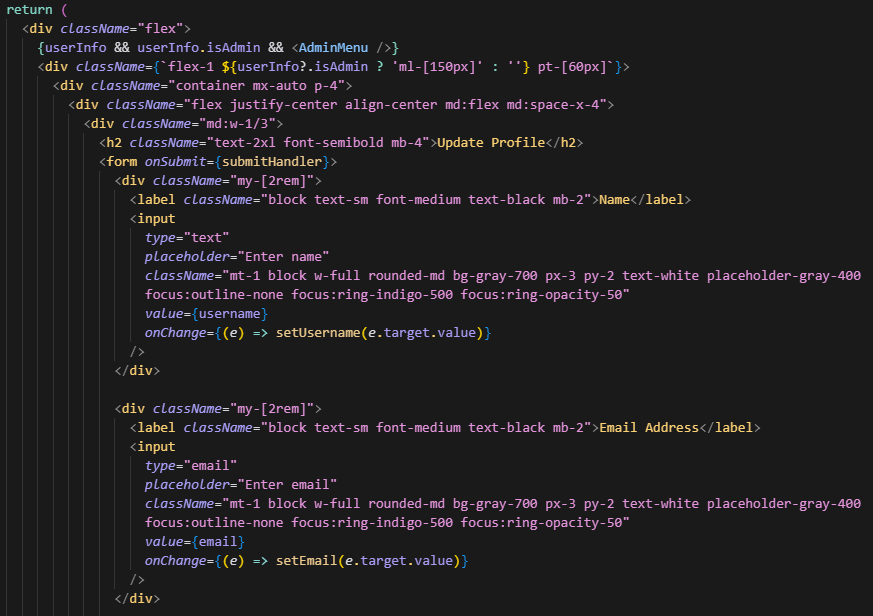 return (
<div className="flex">
{userInfo && userInfo.isAdmin && <AdminMenu />}
<div className={`flex-1 ${userInfo?.isAdmin ? 'ml-[150px]' : ''} pt-[60px]`}>
<div className="container mx-auto p-4">
<div className="flex justify-center align-center md:flex md:space-x-4">
<div className="md:w-1/3">
<h2 className="text-2xl font-semibold mb-4">Update Profile</h2>
<form onSubmit={submitHandler}>
<div className="my-[2rem]">
<label className="block text-sm font-medium text-black mb-2">Name</label>
<input
type="text"
placeholder="Enter name"
className="mt-1 block w-full rounded-md bg-gray-700 px-3 py-2 text-white placeholder-gray-400
focus:outline-none focus:ring-indigo-500 focus:ring-opacity-50"
value={username}
onChange={(e) => setUsername(e.target.value)}
/>
</div>
<div className="my-[2rem]">
<label className="block text-sm font-medium text-black mb-2">Email Address</label>
<input
type="email"
placeholder="Enter email"
className="mt-1 block w-full rounded-md bg-gray-700 px-3 py-2 text-white placeholder-gray-400
focus:outline-none focus:ring-indigo-500 focus:ring-opacity-50"
value={email}
onChange={(e) => setEmail(e.target.value)}
/>
</div>